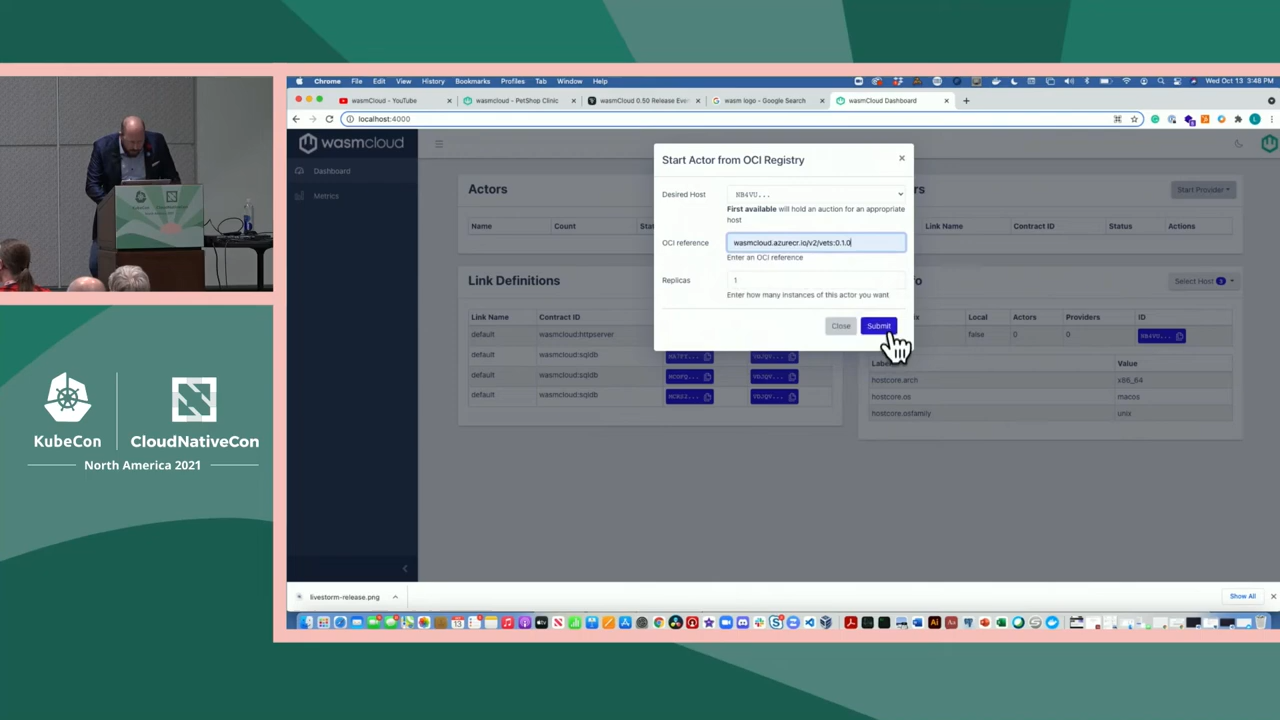 Chrome File Edit View History Bookmarks Profiles Tab Window Help
Wed Oct 13 3:48 PM
wasmCloud - YouTube
wasmcloud - PetShop Clinic
wasmCloud 0.50 Release Eve
wasm logo - Google Search
wasmCloud Dashboard
localhost:4000
wasmcloud
Dashboard
Metrics
Actors
Name Count
Start Actor from OCI Registry
Desired Host
NB4VU...
First available will hold an auction for an appropriate
host
OCI reference
wasmcloud.azurecr.io/v2/vets:0.1.0
Enter an OCI reference
Replicas
1
Enter how many instances of this actor you want
Close
Submit
Start Provider
Link Name Contract ID Status Actions
Link Definitions
Link Name Contract ID
default wasmcloud:httpserver
default wasmcloud:sqldb
default wasmcloud:sqldb
default wasmcloud:sqldb
Select Host 3
Local Actors Providers ID
false 0 0
Value
hostcore.arch x86_64
hostcore.os macos
hostcore.osfamily unix
livestorm-release.png
Show All
KubeCon
CloudNativeCon
North America 2021